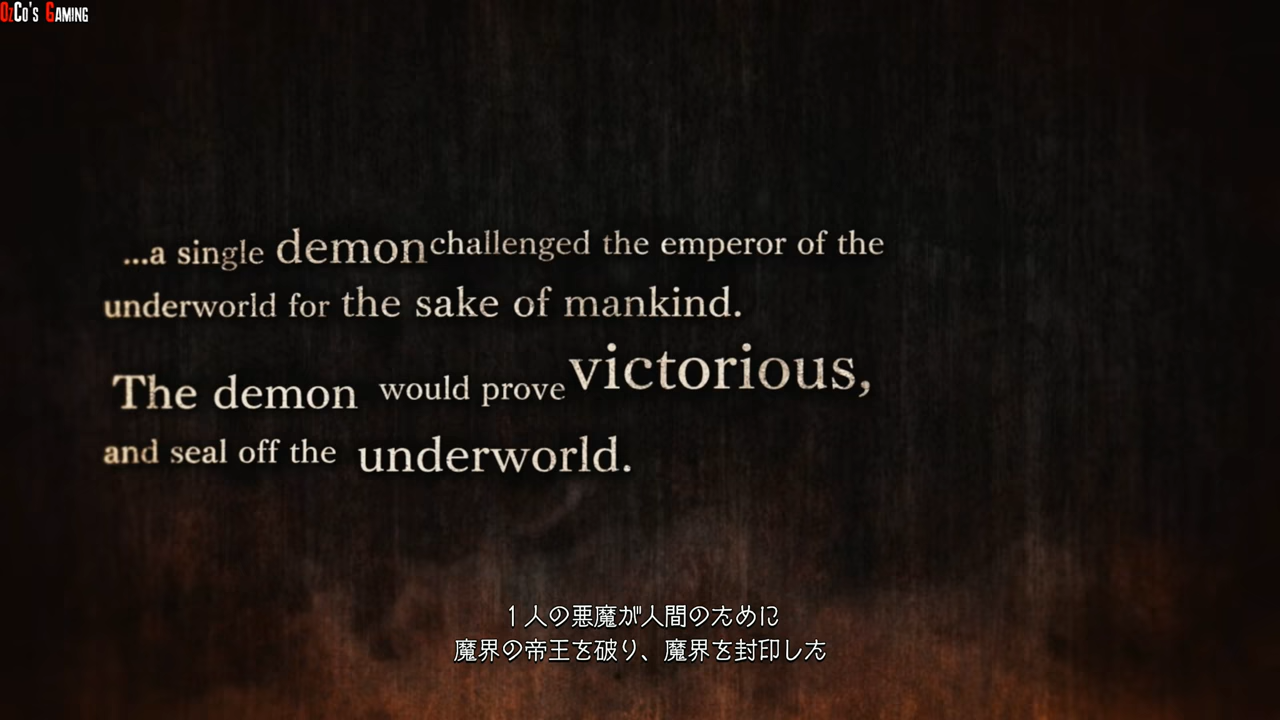 OzCo's Gaming
...a single demon challenged the emperor of the
underworld for the sake of mankind.
The demon would prove victorious,
and seal off the underworld.
1人の悪魔が人間のために
魔界の帝王を破り、魔界を封印した